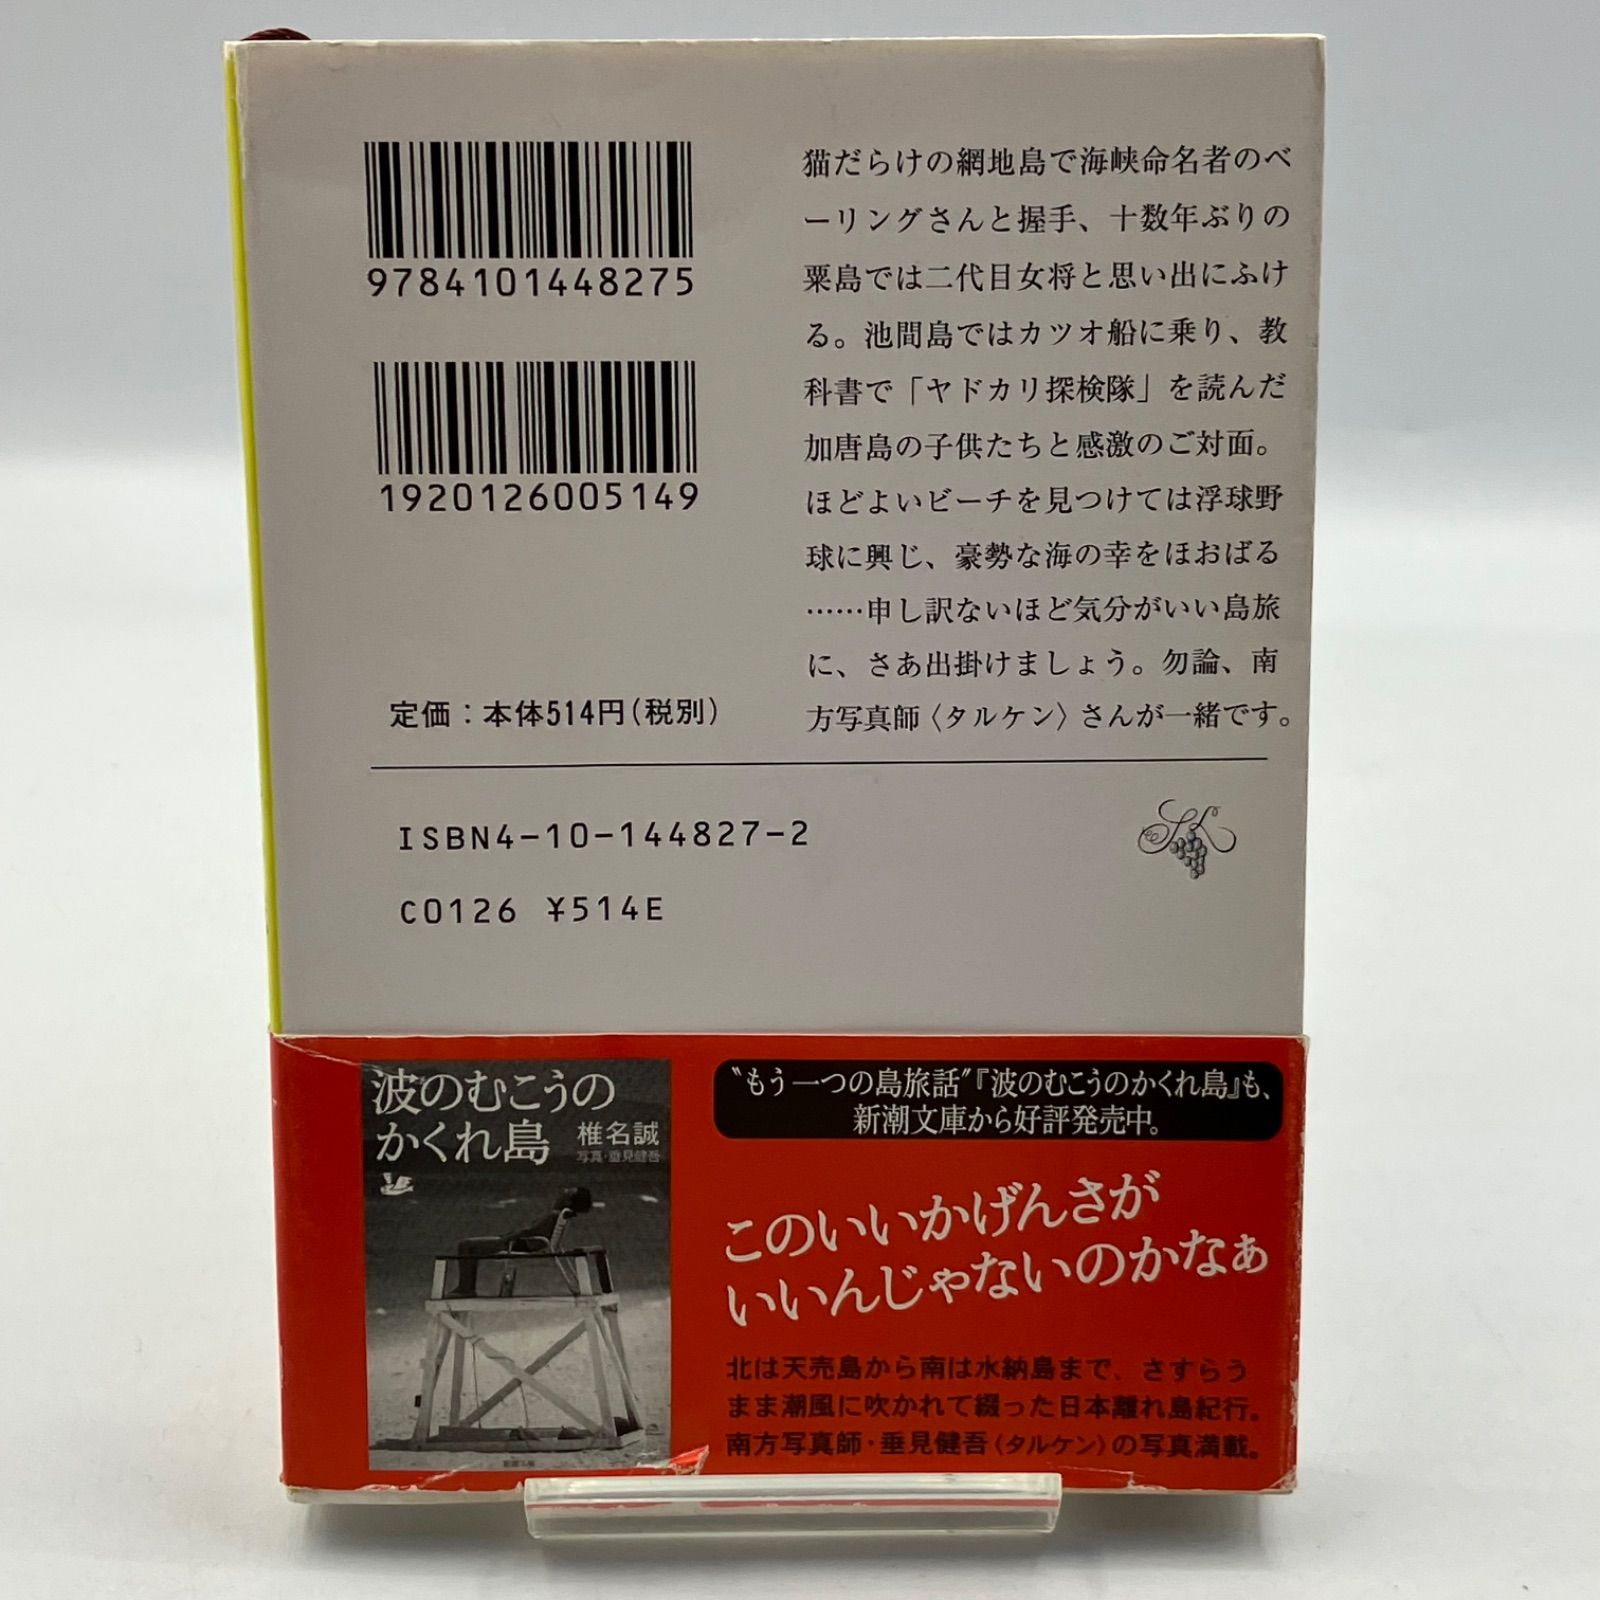 9784101448275
1920126005149
定価：本体514円(税別)
猫だらけの網地島で海峡命名者のベ
ーリングさんと握手、十数年ぶりの
粟島では二代目女将と思い出にふけ
る。池間島ではカツオ船に乗り、教
科書で「ヤドカリ探検隊」を読んだ
加唐島の子供たちと感激のご対面。
ほどよいビーチを見つけては浮球野
球に興じ、豪勢な海の幸をほおばる
……申し訳ないほど気分がいい島旅
に、さあ出掛けましょう。勿論、南
方写真師〈タルケン〉さんが一緒です。
ISBN4-10-144827-2
C0126 ¥514E
波のむこうの
かくれ島
椎名誠
写真・垂見健吾
〝もう一つの島旅話〟『波のむこうのかくれ島』も、
新潮文庫から好評発売中。
このいいかげんさが
いいんじゃないのかなぁ
北は天売島から南は水納島まで、さすらう
まま潮風に吹かれて綴った日本離れ島紀行。
南方写真師・垂見健吾〈タルケン〉の写真満載。